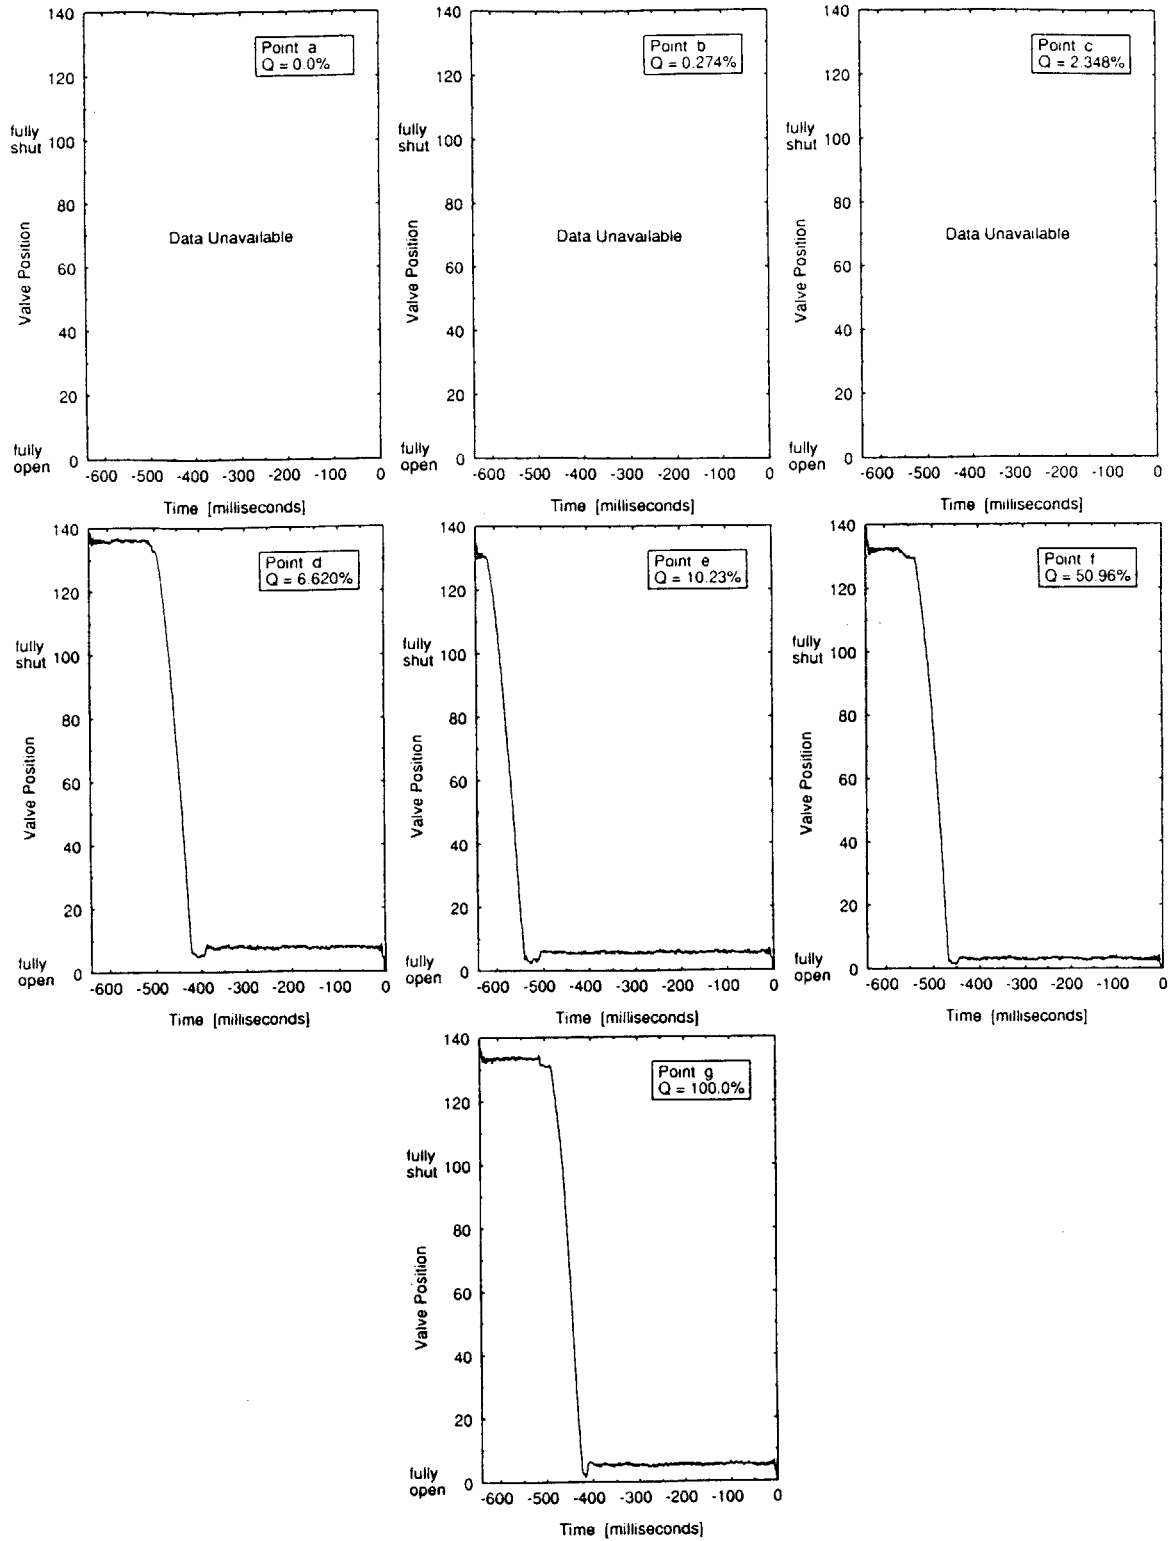 140
120
fully
shut 100
80
60
40
20
fully
open 0
Valve Position
Point a
Q = 0.0%
Data Unavailable
-600 -500 -400 -300 -200 -100 0
Time [milliseconds]
140
120
fully
shut 100
80
60
40
20
fully
open 0
Valve Position
Point b
Q = 0.274%
Data Unavailable
-600 -500 -400 -300 -200 -100 0
Time [milliseconds]
140
120
fully
shut 100
80
60
40
20
fully
open 0
Valve Position
Point c
Q = 2.348%
Data Unavailable
-600 -500 -400 -300 -200 -100 0
Time [milliseconds]
140
120
fully
shut 100
80
60
40
20
fully
open 0
Valve Position
Point d
Q = 6.620%
-600 -500 -400 -300 -200 -100 0
Time [milliseconds]
140
120
fully
shut 100
80
60
40
20
fully
open 0
Valve Position
Point e
Q = 10.23%
-600 -500 -400 -300 -200 -100 0
Time [milliseconds]
140
120
fully
shut 100
80
60
40
20
fully
open 0
Valve Position
Point f
Q = 50.96%
-600 -500 -400 -300 -200 -100 0
Time [milliseconds]
140
120
fully
shut 100
80
60
40
20
fully
open 0
Valve Position
Point g
Q = 100.0%
-600 -500 -400 -300 -200 -100 0
Time [milliseconds]